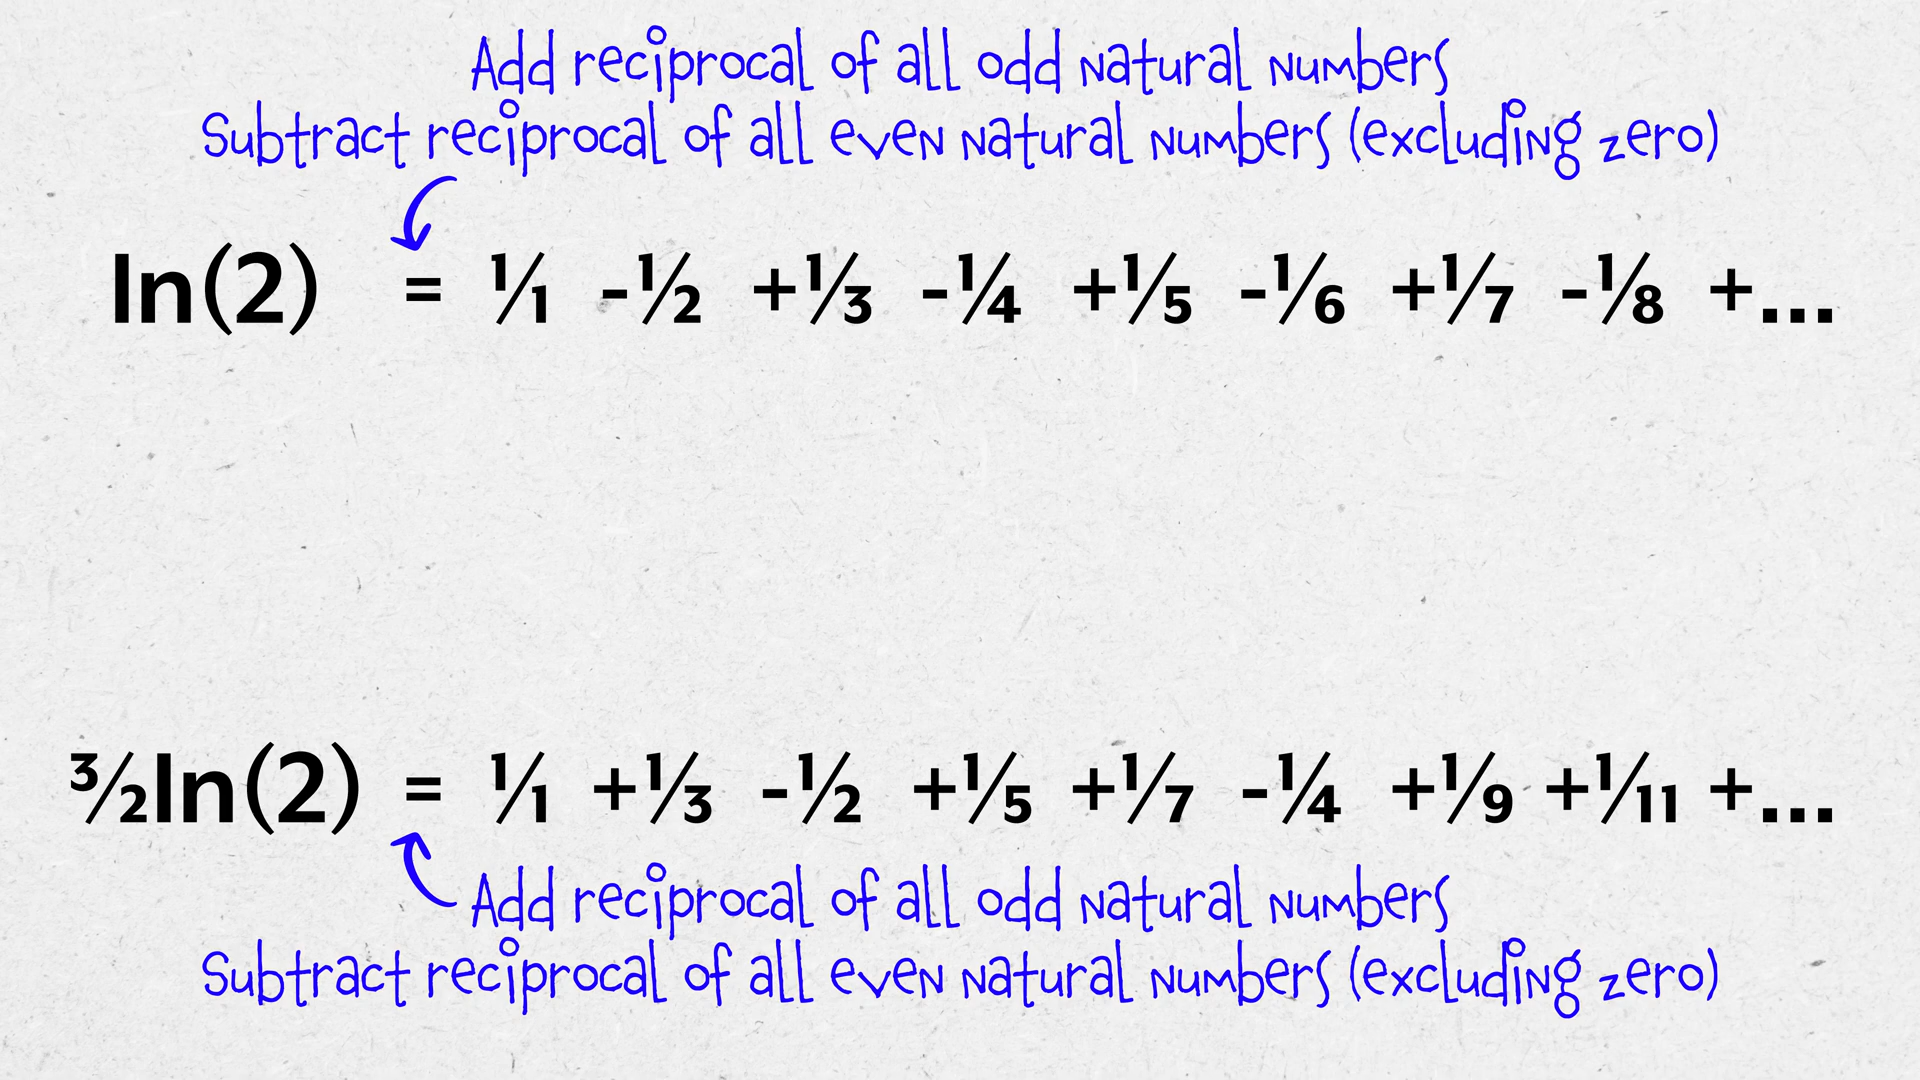 Add reciprocal of all odd natural numbers
Subtract reciprocal of all even natural numbers (excluding zero)
ln(2) = ¹⁄₁ -¹⁄₂ +¹⁄₃ -¹⁄₄ +¹⁄₅ -¹⁄₆ +¹⁄₇ -¹⁄₈ +...
³⁄₂ln(2) = ¹⁄₁ +¹⁄₃ -¹⁄₂ +¹⁄₅ +¹⁄₇ -¹⁄₄ +¹⁄₉ +¹⁄₁₁ +...
Add reciprocal of all odd natural numbers
Subtract reciprocal of all even natural numbers (excluding zero)